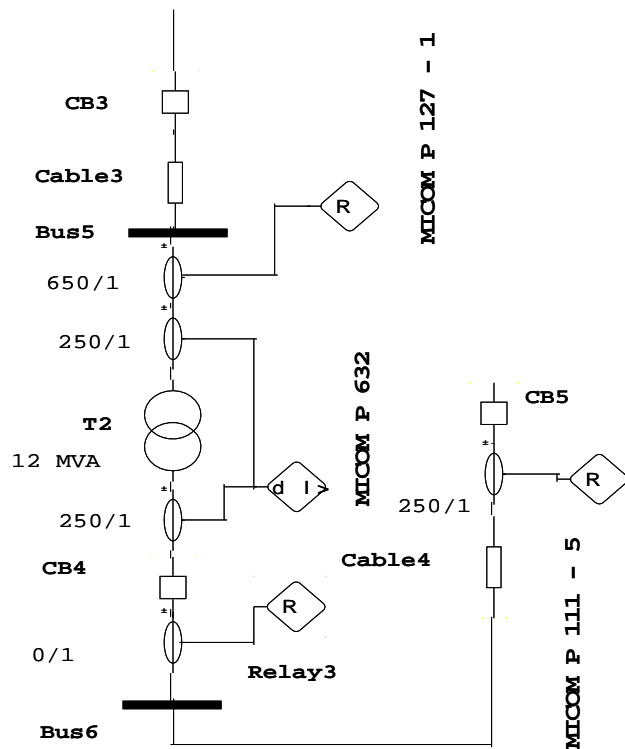 CB3
Cable3
Bus5
650/1
R
MICOM P 127 - 1
250/1
T2
12 MVA
d I>
MICOM P 632
250/1
CB4
R
0/1
Relay3
Bus6
CB5
R
250/1
Cable4
MICOM P 111 - 5